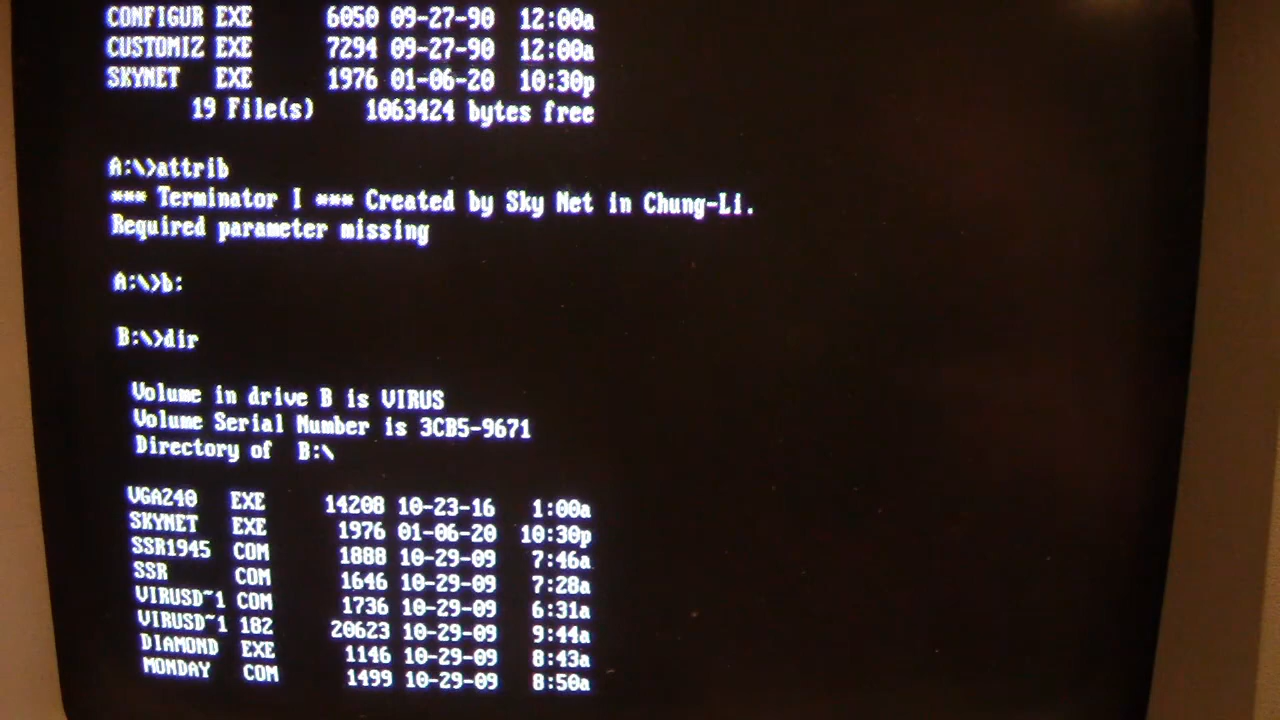 CONFIGUR EXE 6050 09-27-90 12:00a
CUSTOMIZ EXE 7294 09-27-90 12:00a
SKYNET EXE 1976 01-06-20 10:30p
19 File(s) 1063424 bytes free
A:\>attrib
*** Terminator I *** Created by Sky Net in Chung-Li.
Required parameter missing
A:\>b:
B:\>dir
Volume in drive B is VIRUS
Volume Serial Number is 3CB5-9671
Directory of B:\
VGA240 EXE 14208 10-23-16 1:00a
SKYNET EXE 1976 01-06-20 10:30p
SSR1945 COM 1888 10-29-09 7:46a
SSR COM 1646 10-29-09 7:28a
VIRUSD~1 COM 1736 10-29-09 6:31a
VIRUSD~1 182 20623 10-29-09 9:44a
DIAMOND EXE 1146 10-29-09 8:43a
MONDAY COM 1499 10-29-09 8:50a